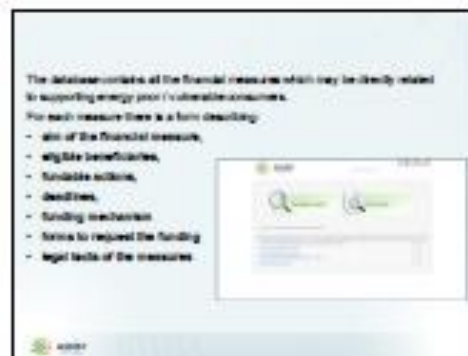 The database contains all the financial measures which may be directly related
to supporting energy poor / vulnerable consumers.
For each measure there is a form describing:
• aim of the financial measure,
• eligible beneficiaries,
• fundable actions,
• deadlines,
• funding mechanism
• forms to request the funding
• legal texts of the measures
ASSIST